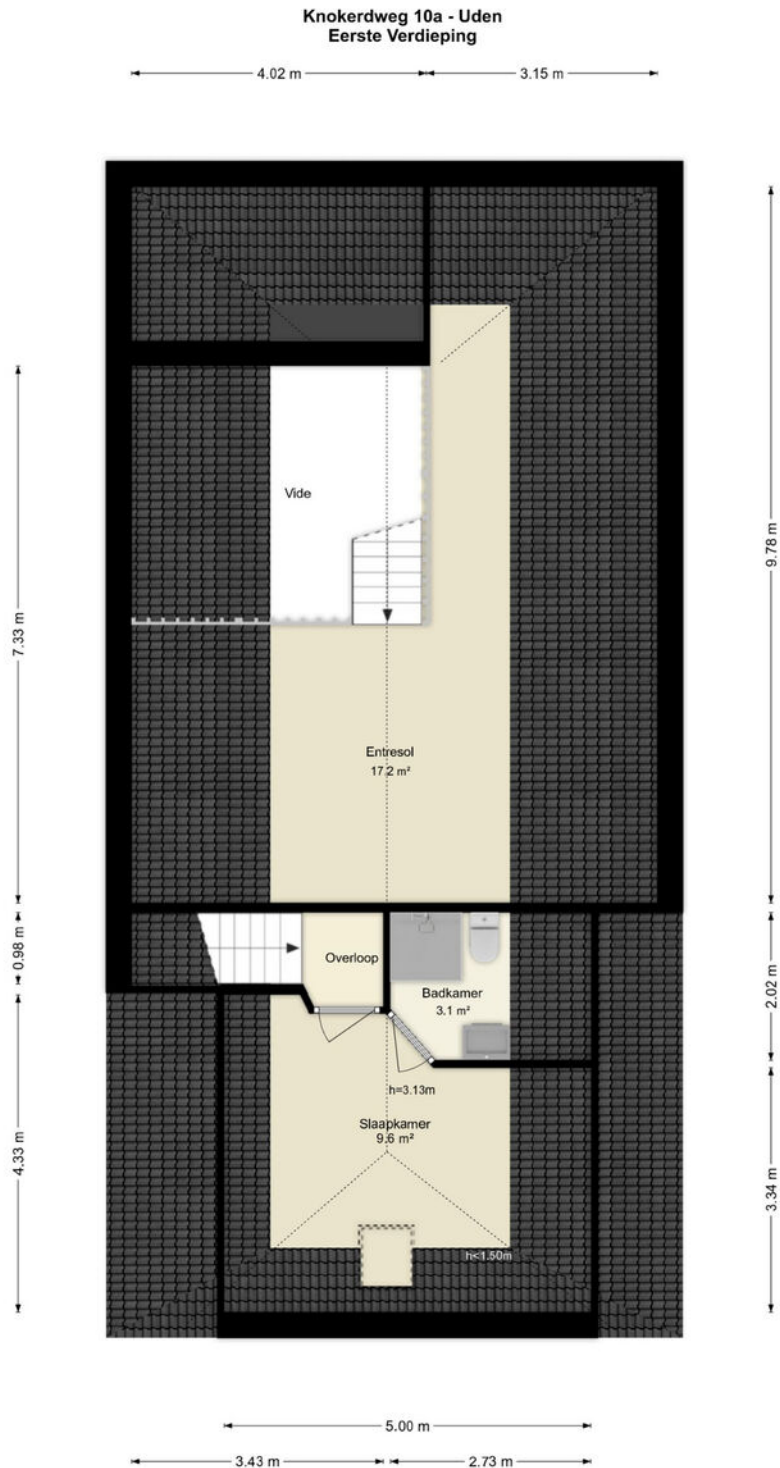 Knokerdweg 10a - Uden
Eerste Verdieping
4.02 m
3.15 m
9.78 m
7.33 m
Vide
Entresol
17.2 m²
0.98 m
Overloop
Badkamer
3.1 m²
2.02 m
h=3.13m
Slaapkamer
9.6 m²
4.33 m
3.34 m
h<1.50m
5.00 m
3.43 m
2.73 m